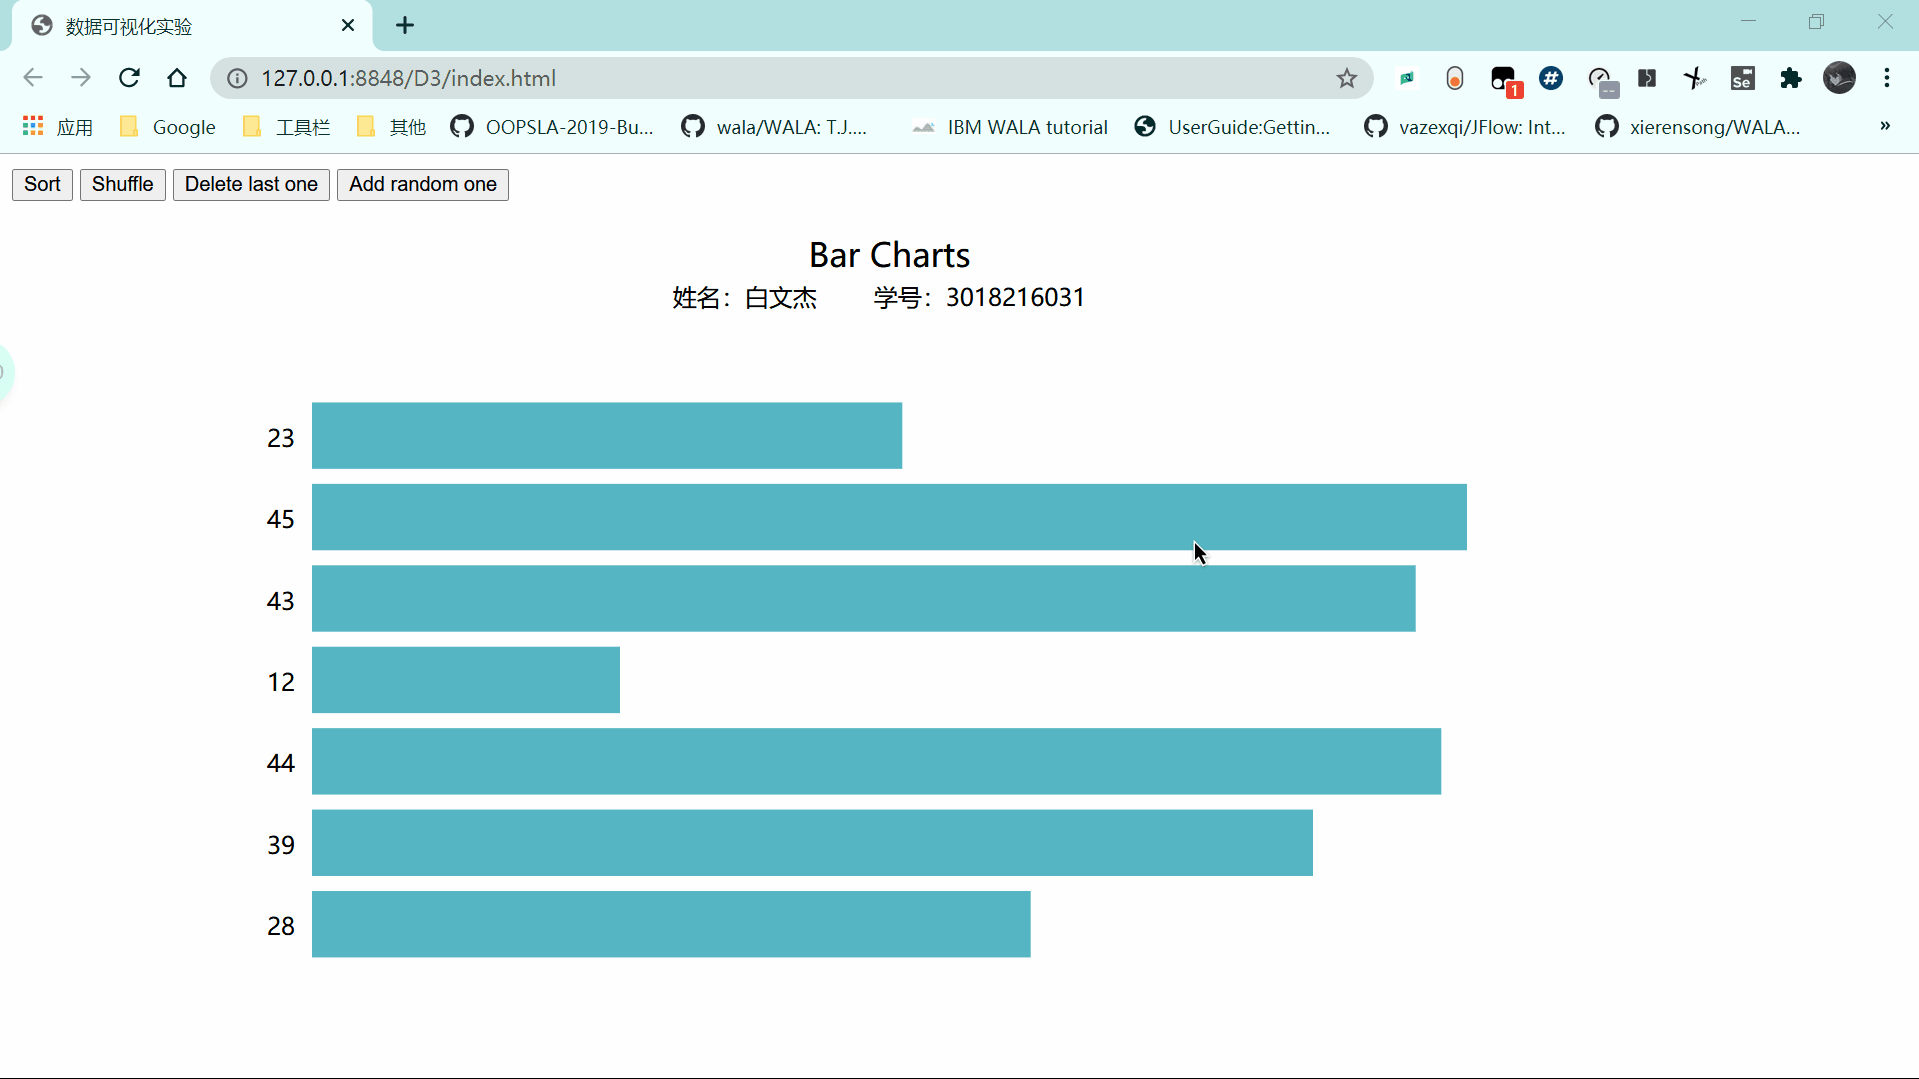 数据可视化实验
127.0.0.1:8848/D3/index.html
1
Se
应用 Google 工具栏 其他 OOPSLA-2019-Bu... wala/WALA: T.J.... IBM WALA tutorial UserGuide:Gettin... vazexqi/JFlow: Int... xierensong/WALA... »
Sort Shuffle Delete last one Add random one
Bar Charts
姓名：白文杰 学号：3018216031
23
45
43
12
44
39
28